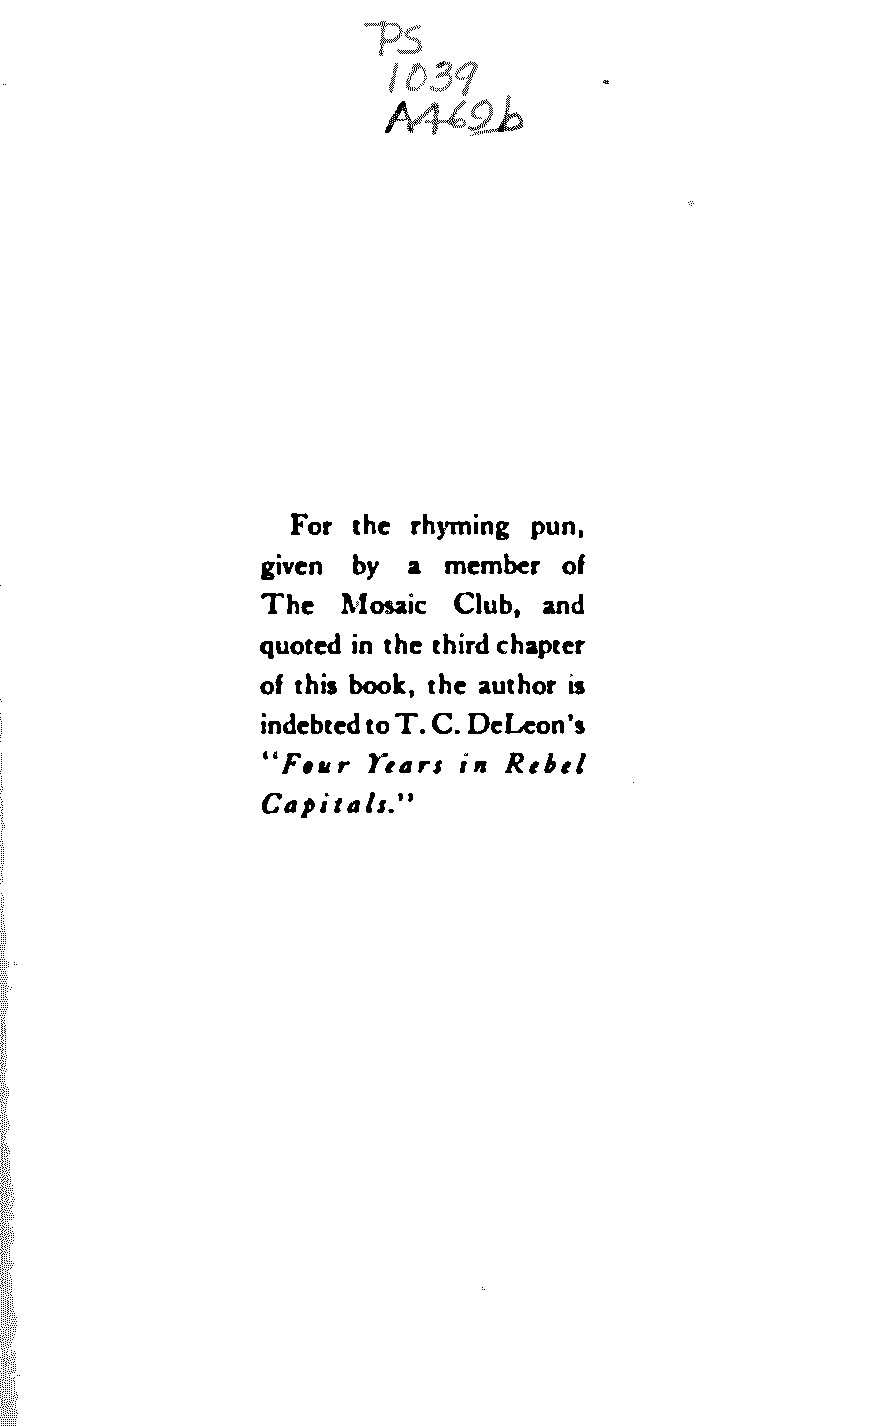 PS
1039
A469b
For the rhyming pun,
given by a member of
The Mosaic Club, and
quoted in the third chapter
of this book, the author is
indebted to T. C. DeLeon's
"Four Years in Rebel
Capitals."